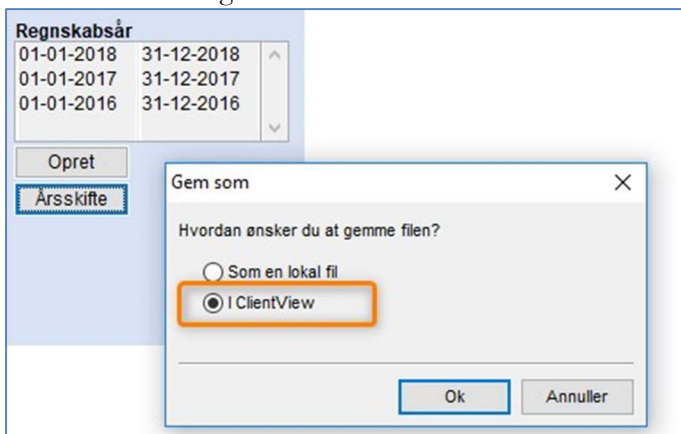 Regnskabsår
01-01-2018 31-12-2018
01-01-2017 31-12-2017
01-01-2016 31-12-2016
Opret
Årsskifte
Gem som
Hvordan ønsker du at gemme filen?
Som en lokal fil
I ClientView
Ok Annuller